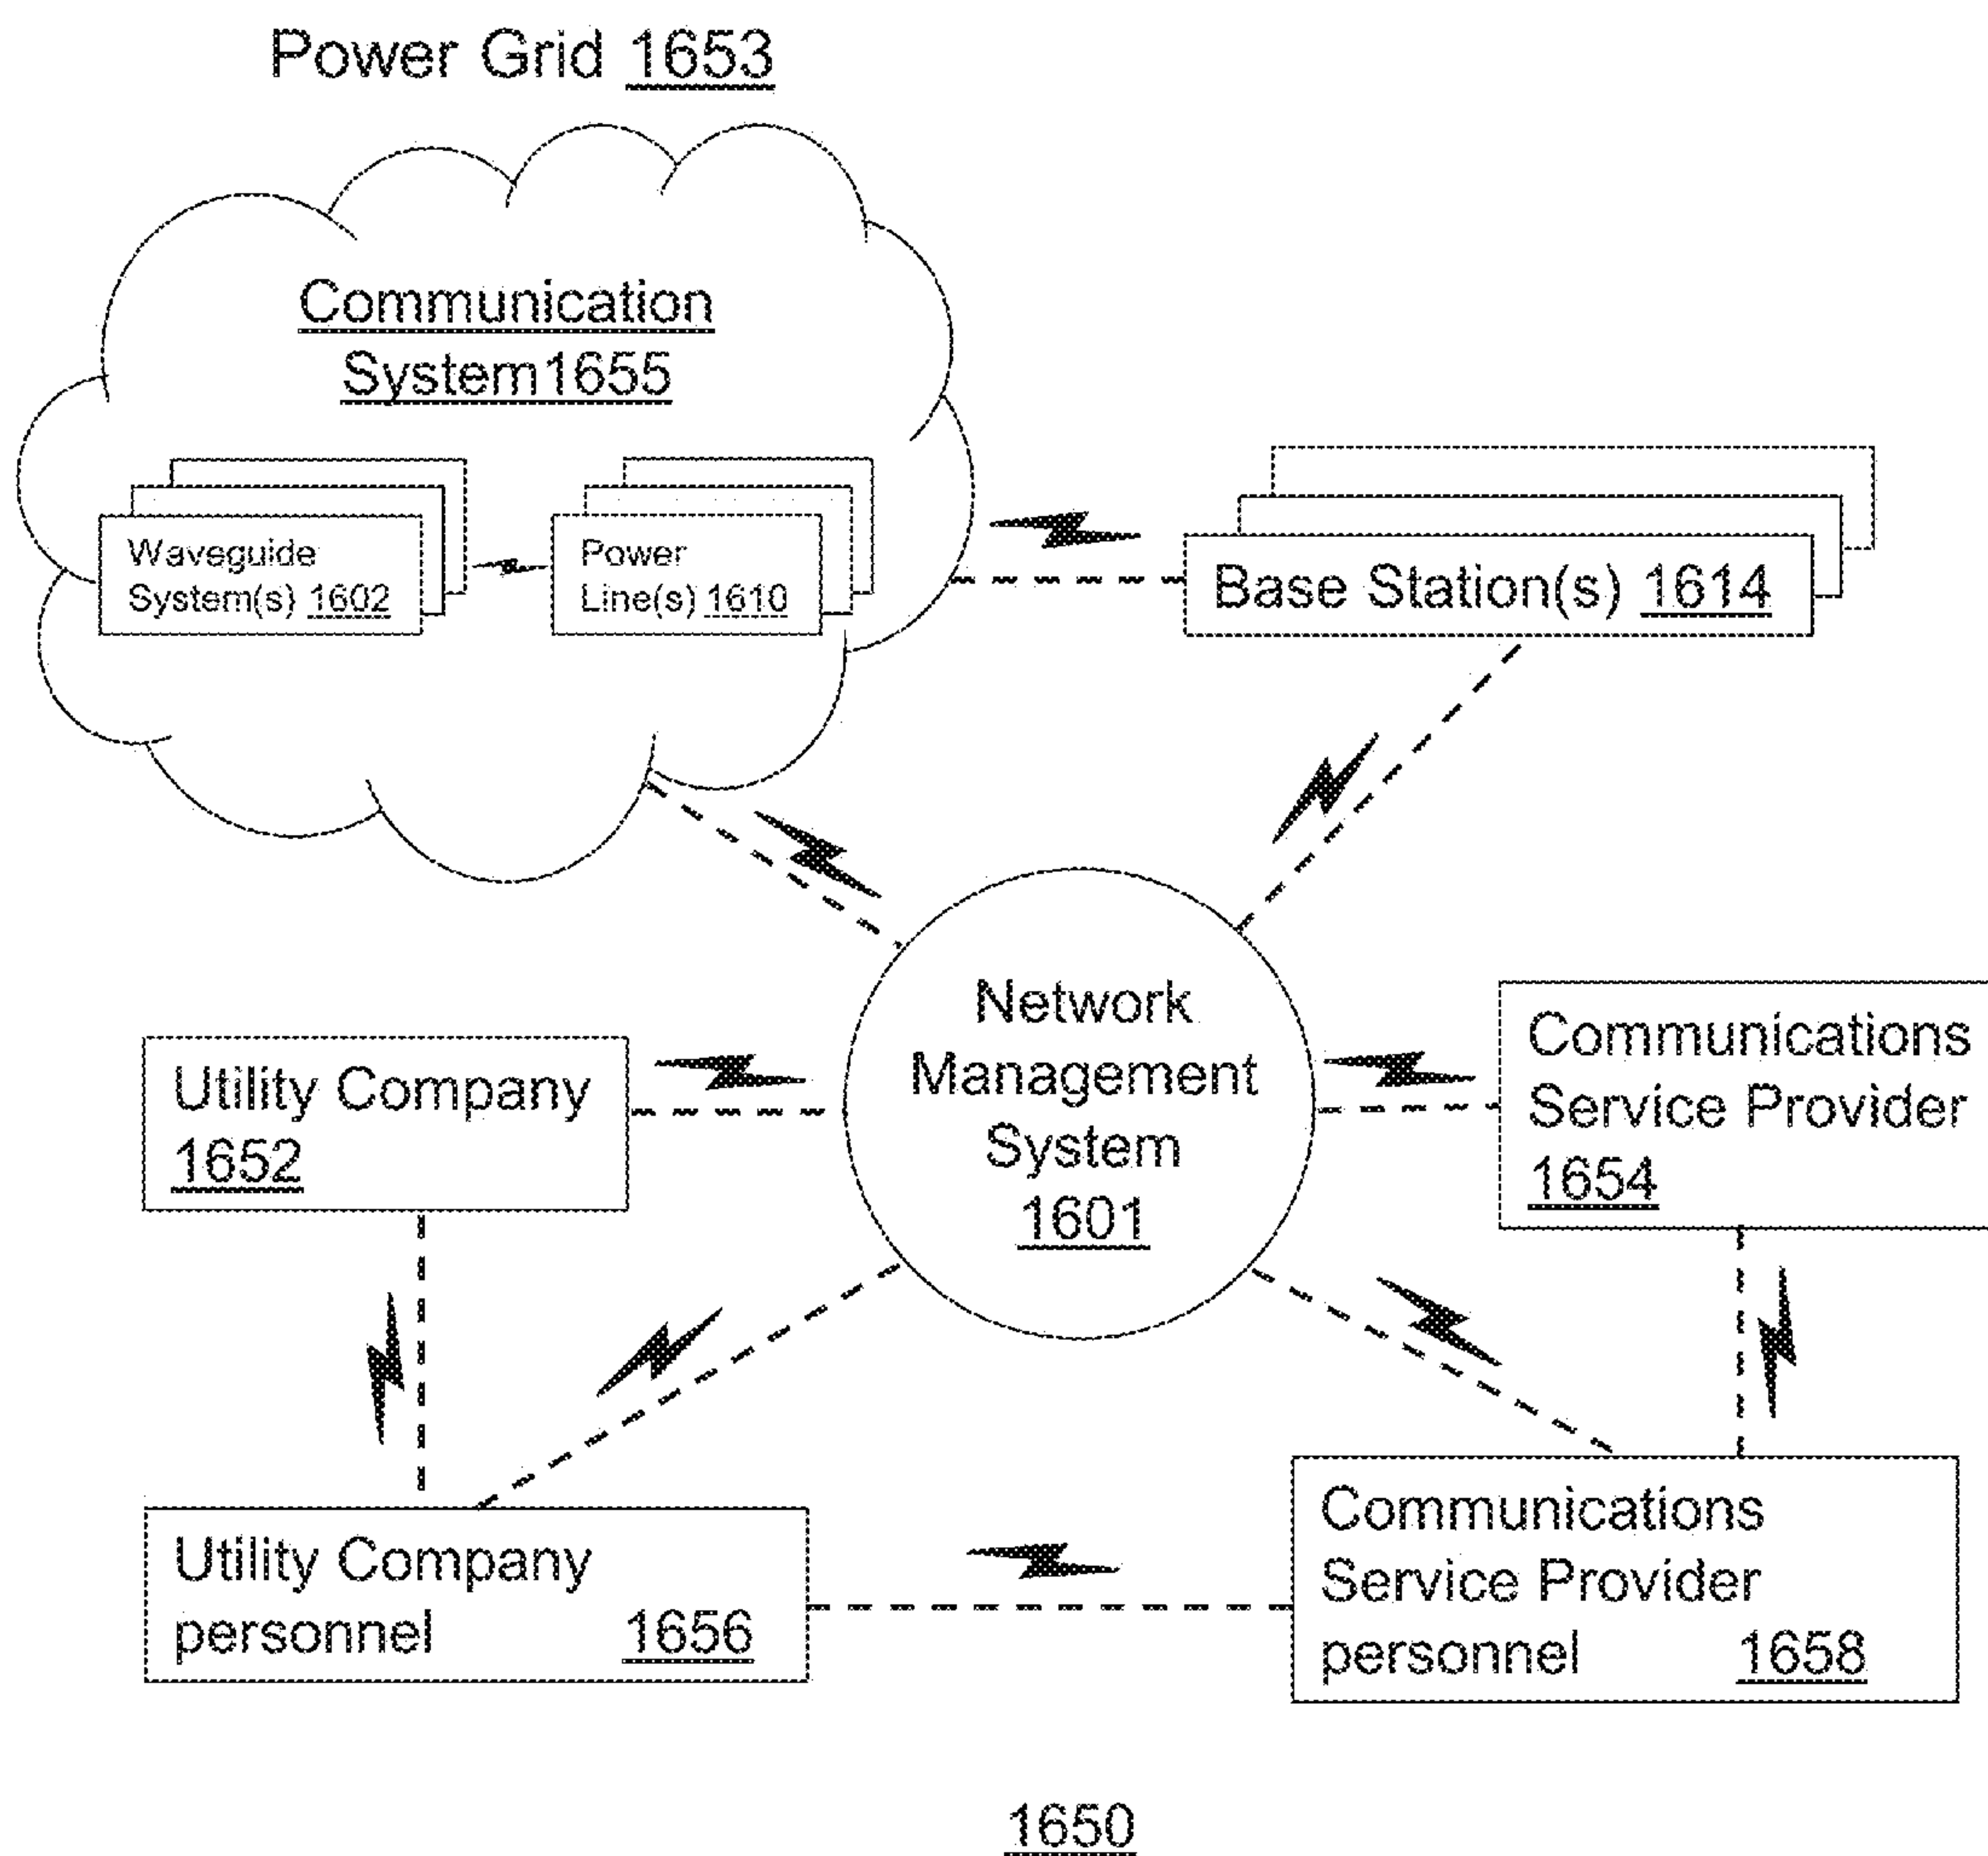 Power Grid 1653
Communication
System1655
Waveguide
System(s) 1602
Power
Line(s) 1610
Base Station(s) 1614
Network
Management
System
1601
Utility Company
1652
Communications
Service Provider
1654
Utility Company
personnel 1656
Communications
Service Provider
personnel 1658
1650